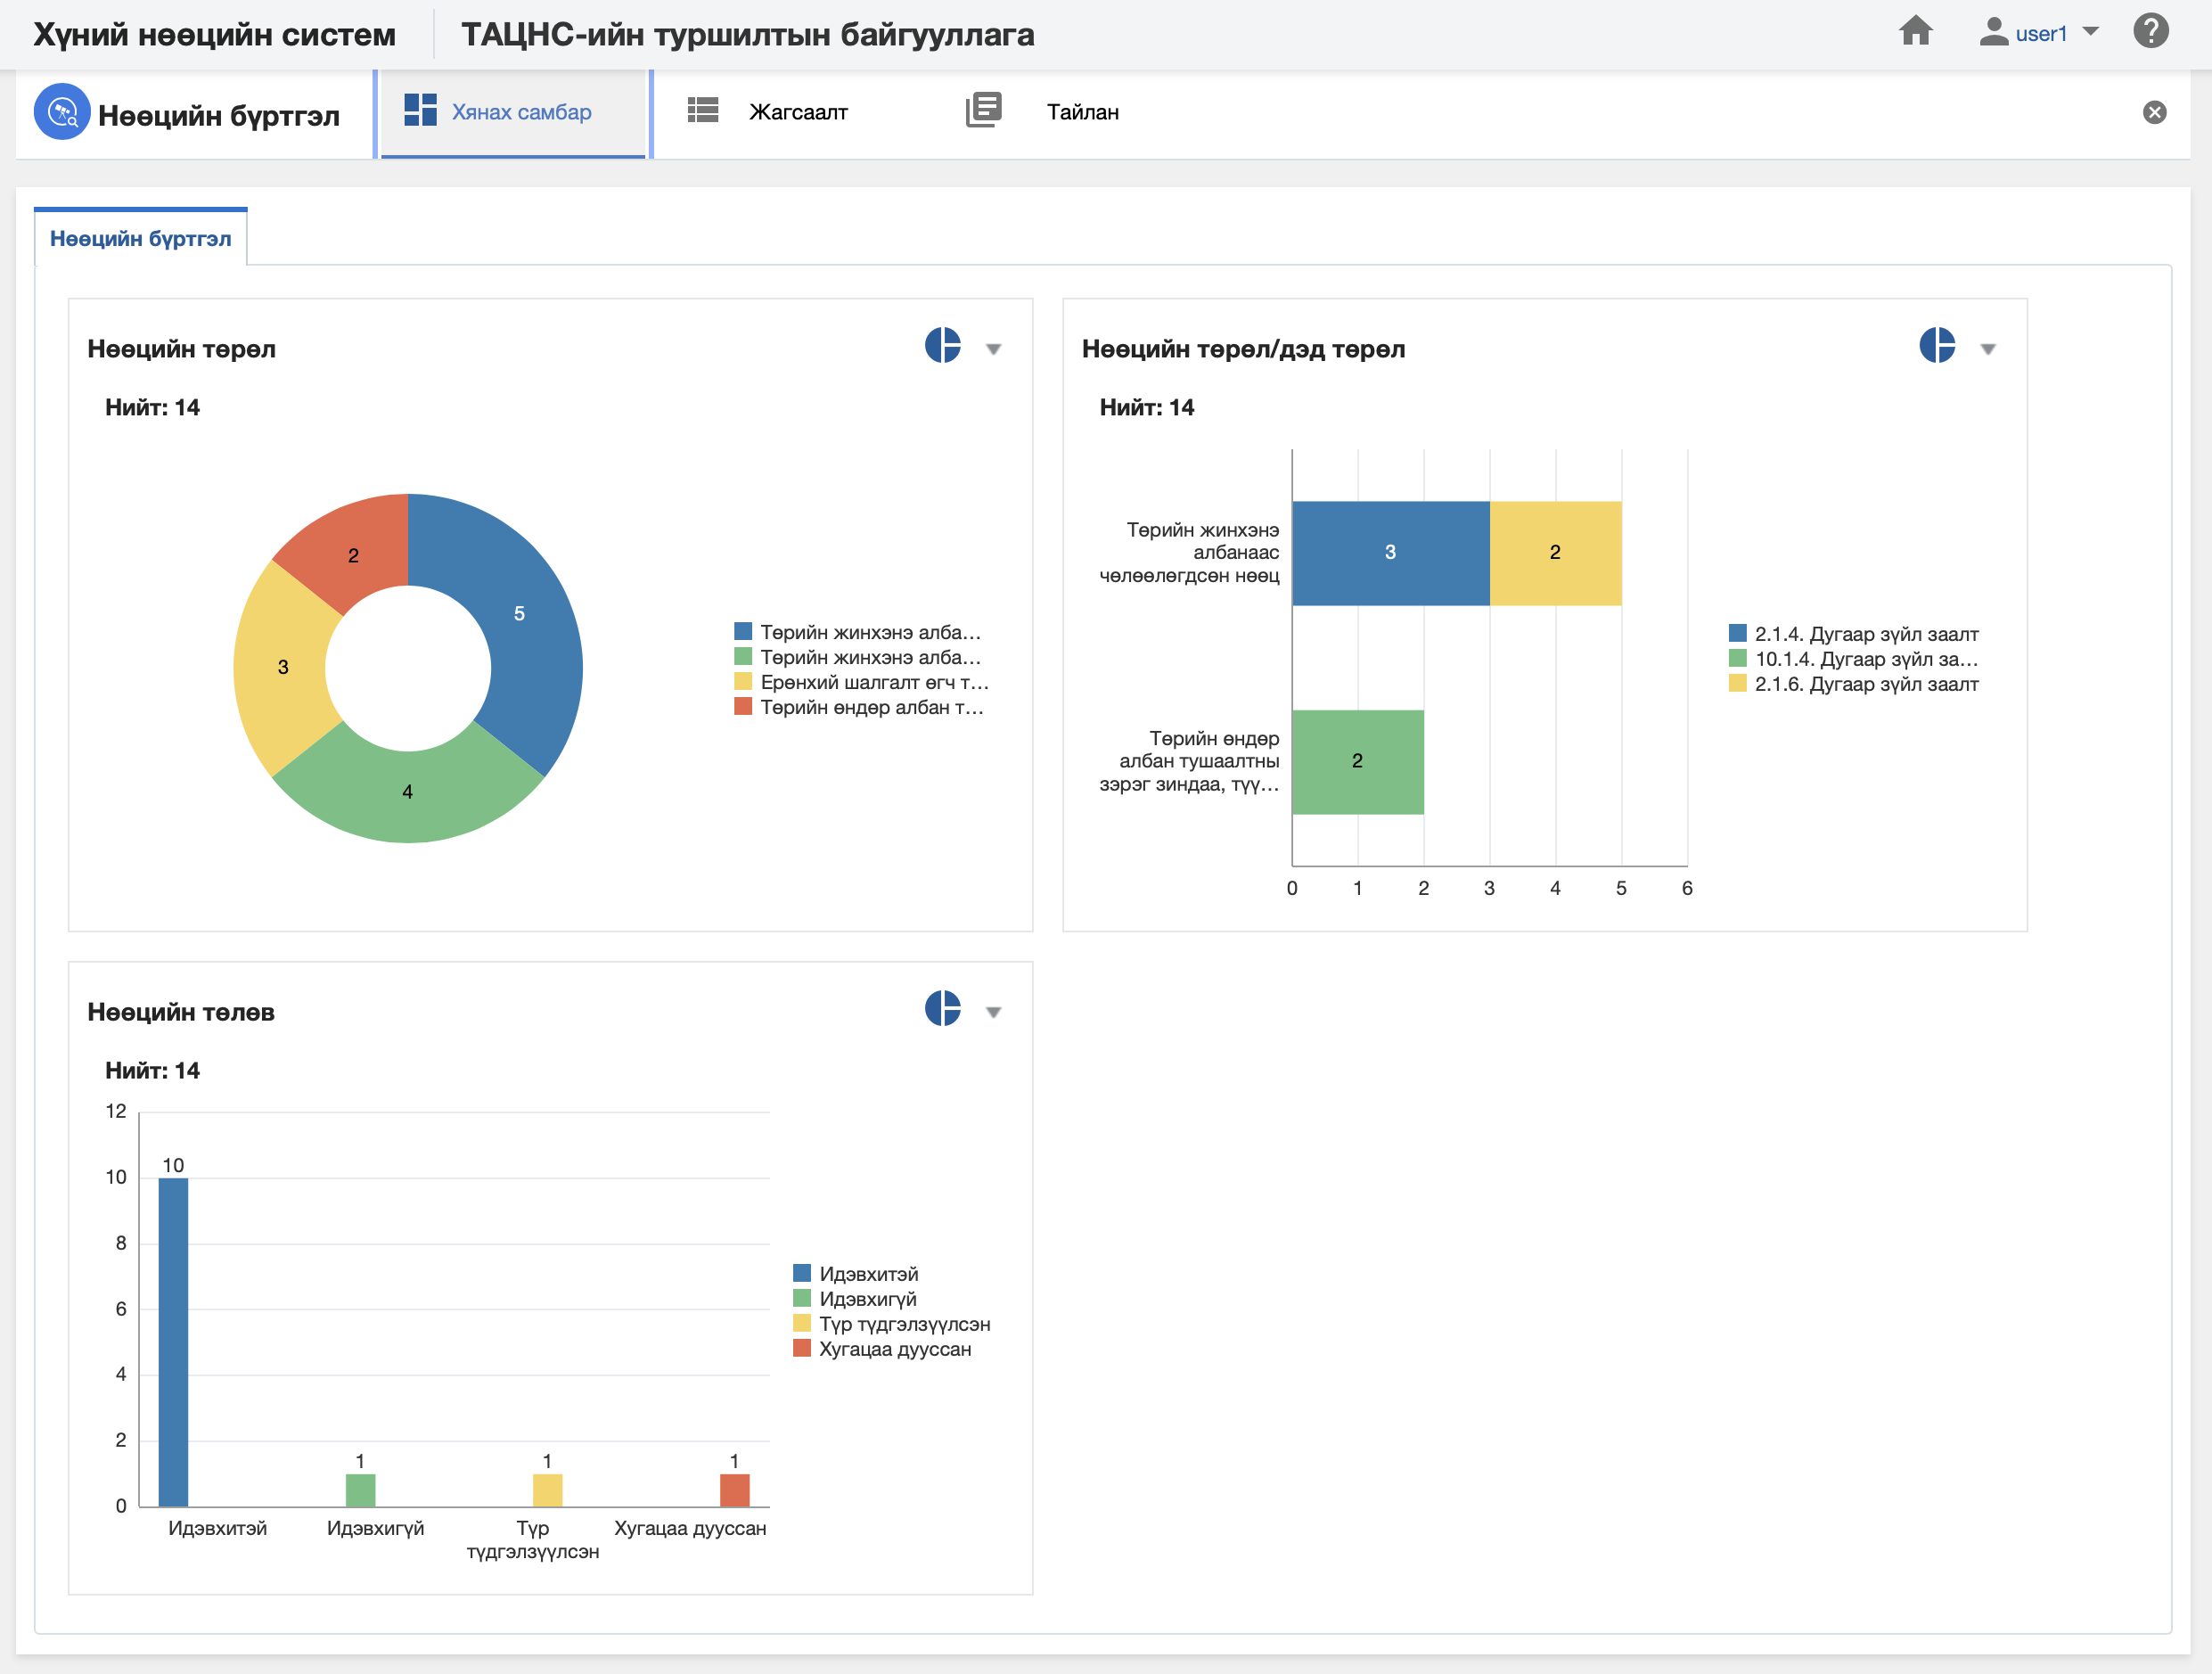 Хүний нөөцийн систем
ТАЦНС-ийн туршилтын байгууллага
user1
Нөөцийн бүртгэл
Хянах самбар
Жагсаалт
Тайлан
Нөөцийн бүртгэл
Нөөцийн төрөл
Нийт: 14
2
5
3
4
Төрийн жинхэнэ алба...
Төрийн жинхэнэ алба...
Ерөнхий шалгалт өгч т...
Төрийн өндөр албан т...
Нөөцийн төрөл/дэд төрөл
Нийт: 14
Төрийн жинхэнэ
албанаас
чөлөөлөгдсөн нөөц
3
2
Төрийн өндөр
албан тушаалтны
зэрэг зиндаа, түү...
2
0 1 2 3 4 5 6
2.1.4. Дугаар зүйл заалт
10.1.4. Дугаар зүйл за...
2.1.6. Дугаар зүйл заалт
Нөөцийн төлөв
Нийт: 14
12
10
8
6
4
2
0
10
1
1
1
Идэвхитэй
Идэвхигүй
Түр
түдгэлзүүлсэн
Хугацаа дууссан
Идэвхитэй
Идэвхигүй
Түр түдгэлзүүлсэн
Хугацаа дууссан